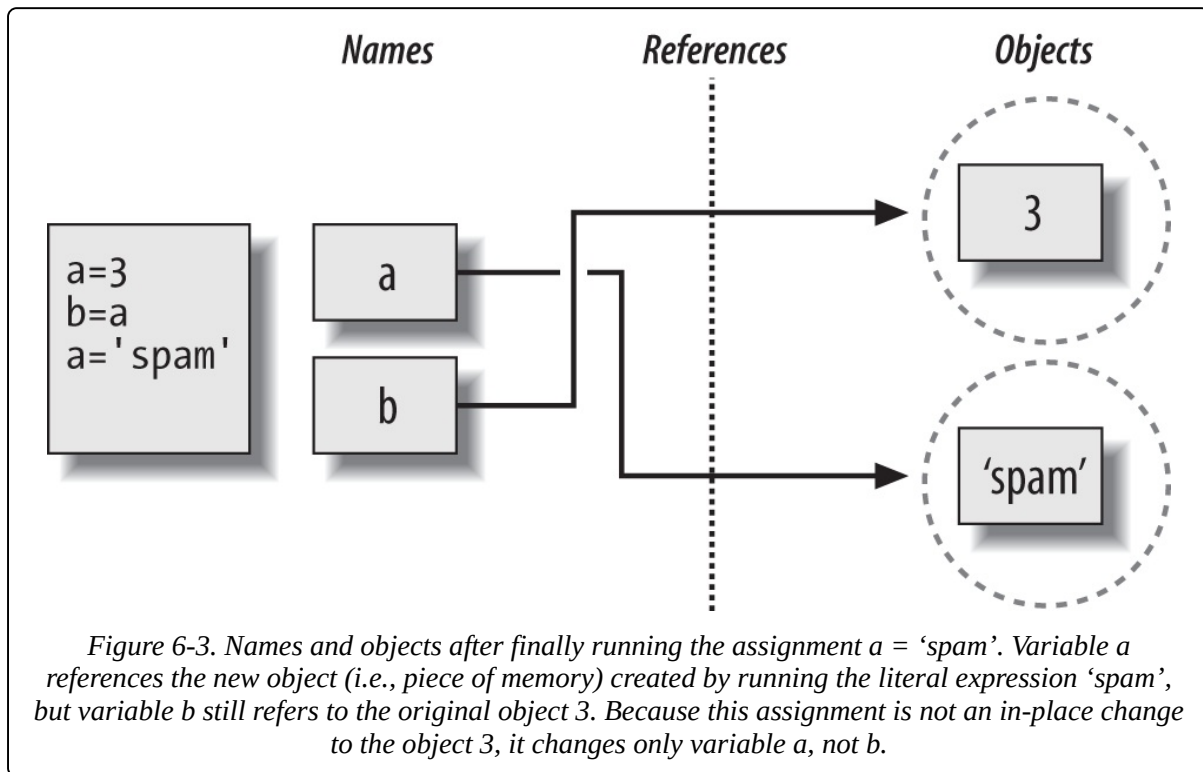 Names References Objects
a=3
b=a
a='spam'
a
b
3
‘spam’
Figure 6-3. Names and objects after finally running the assignment a = ‘spam’. Variable a
references the new object (i.e., piece of memory) created by running the literal expression ‘spam’,
but variable b still refers to the original object 3. Because this assignment is not an in-place change
to the object 3, it changes only variable a, not b.